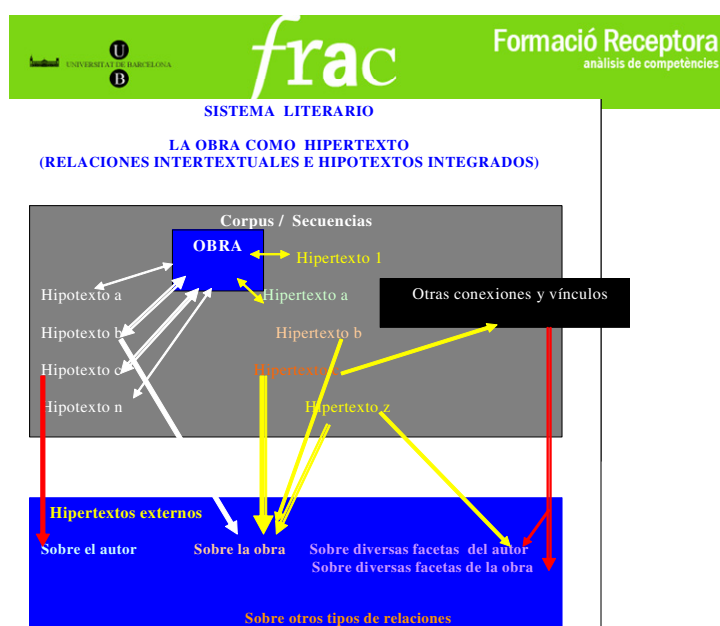 UNIVERSITAT DE BARCELONA
U
B
frac
Formació Receptora
anàlisis de competències
SISTEMA LITERARIO
LA OBRA COMO HIPERTEXTO
(RELACIONES INTERTEXTUALES E HIPOTEXTOS INTEGRADOS)
Corpus / Secuencias
OBRA
Hipertexto 1
Hipotexto a
Hipertexto a
Otras conexiones y vínculos
Hipotexto b
Hipertexto b
Hipotexto c
Hipertexto
Hipotexto n
Hipertexto z
Hipertextos externos
Sobre el autor
Sobre la obra
Sobre diversas facetas del autor
Sobre diversas facetas de la obra
Sobre otros tipos de relaciones